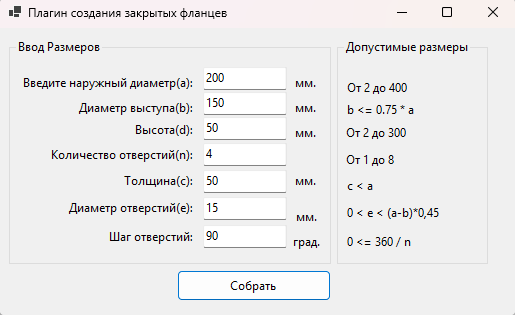 Плагин создания закрытых фланцев
Ввод Размеров
Введите наружный диаметр(a): 200 мм.
Диаметр выступа(b): 150 мм.
Высота(d): 50 мм.
Количество отверстий(n): 4
Толщина(c): 50 мм.
Диаметр отверстий(e): 15 мм.
Шаг отверстий: 90 град.
Допустимые размеры
От 2 до 400
b <= 0.75 * a
От 2 до 300
От 1 до 8
c < a
0 < e < (a-b)*0,45
0 <= 360 / n
Собрать